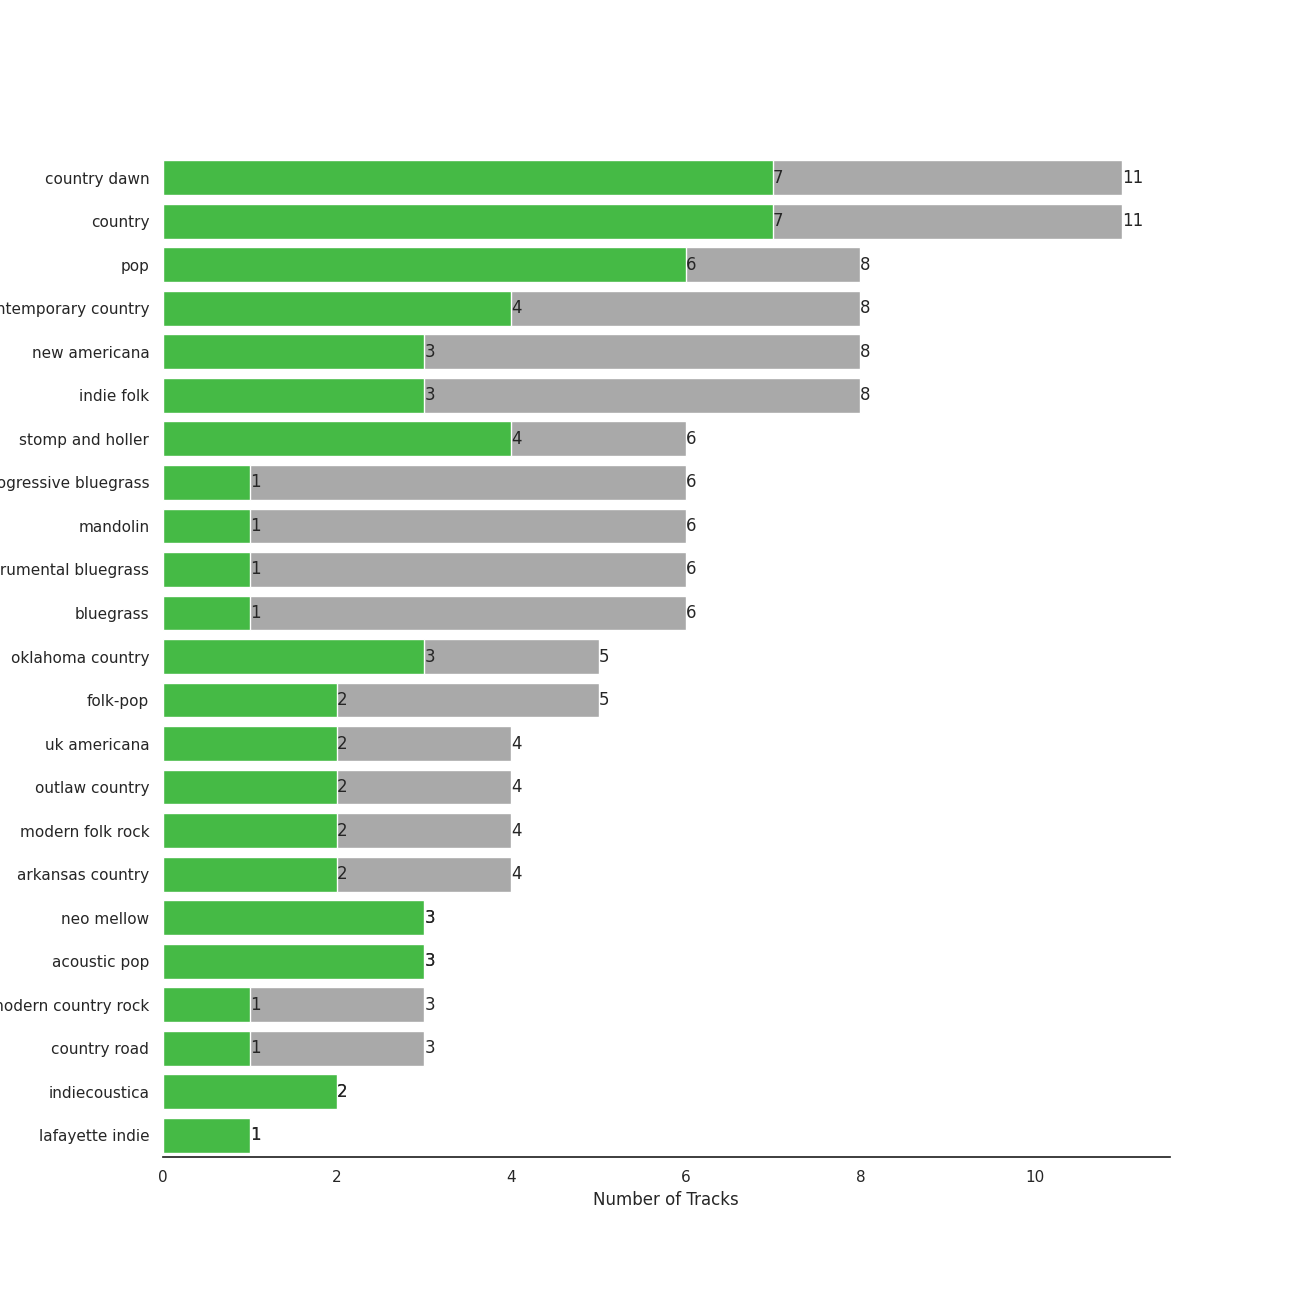 country dawn 7 11
country 7 11
pop 6 8
ntemporary country 4 8
new americana 3 8
indie folk 3 8
stomp and holler 4 6
ogressive bluegrass 1 6
mandolin 1 6
rumental bluegrass 1 6
bluegrass 1 6
oklahoma country 3 5
folk-pop 2 5
uk americana 2 4
outlaw country 2 4
modern folk rock 2 4
arkansas country 2 4
neo mellow 3
acoustic pop 3
modern country rock 1 3
country road 1 3
indiecoustica 2
lafayette indie 1
0 2 4 6 8 10
Number of Tracks